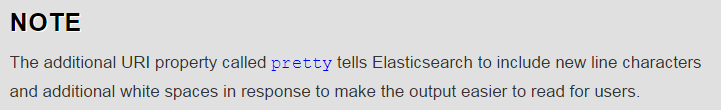 NOTE
The additional URI property called pretty tells Elasticsearch to include new line characters
and additional white spaces in response to make the output easier to read for users.